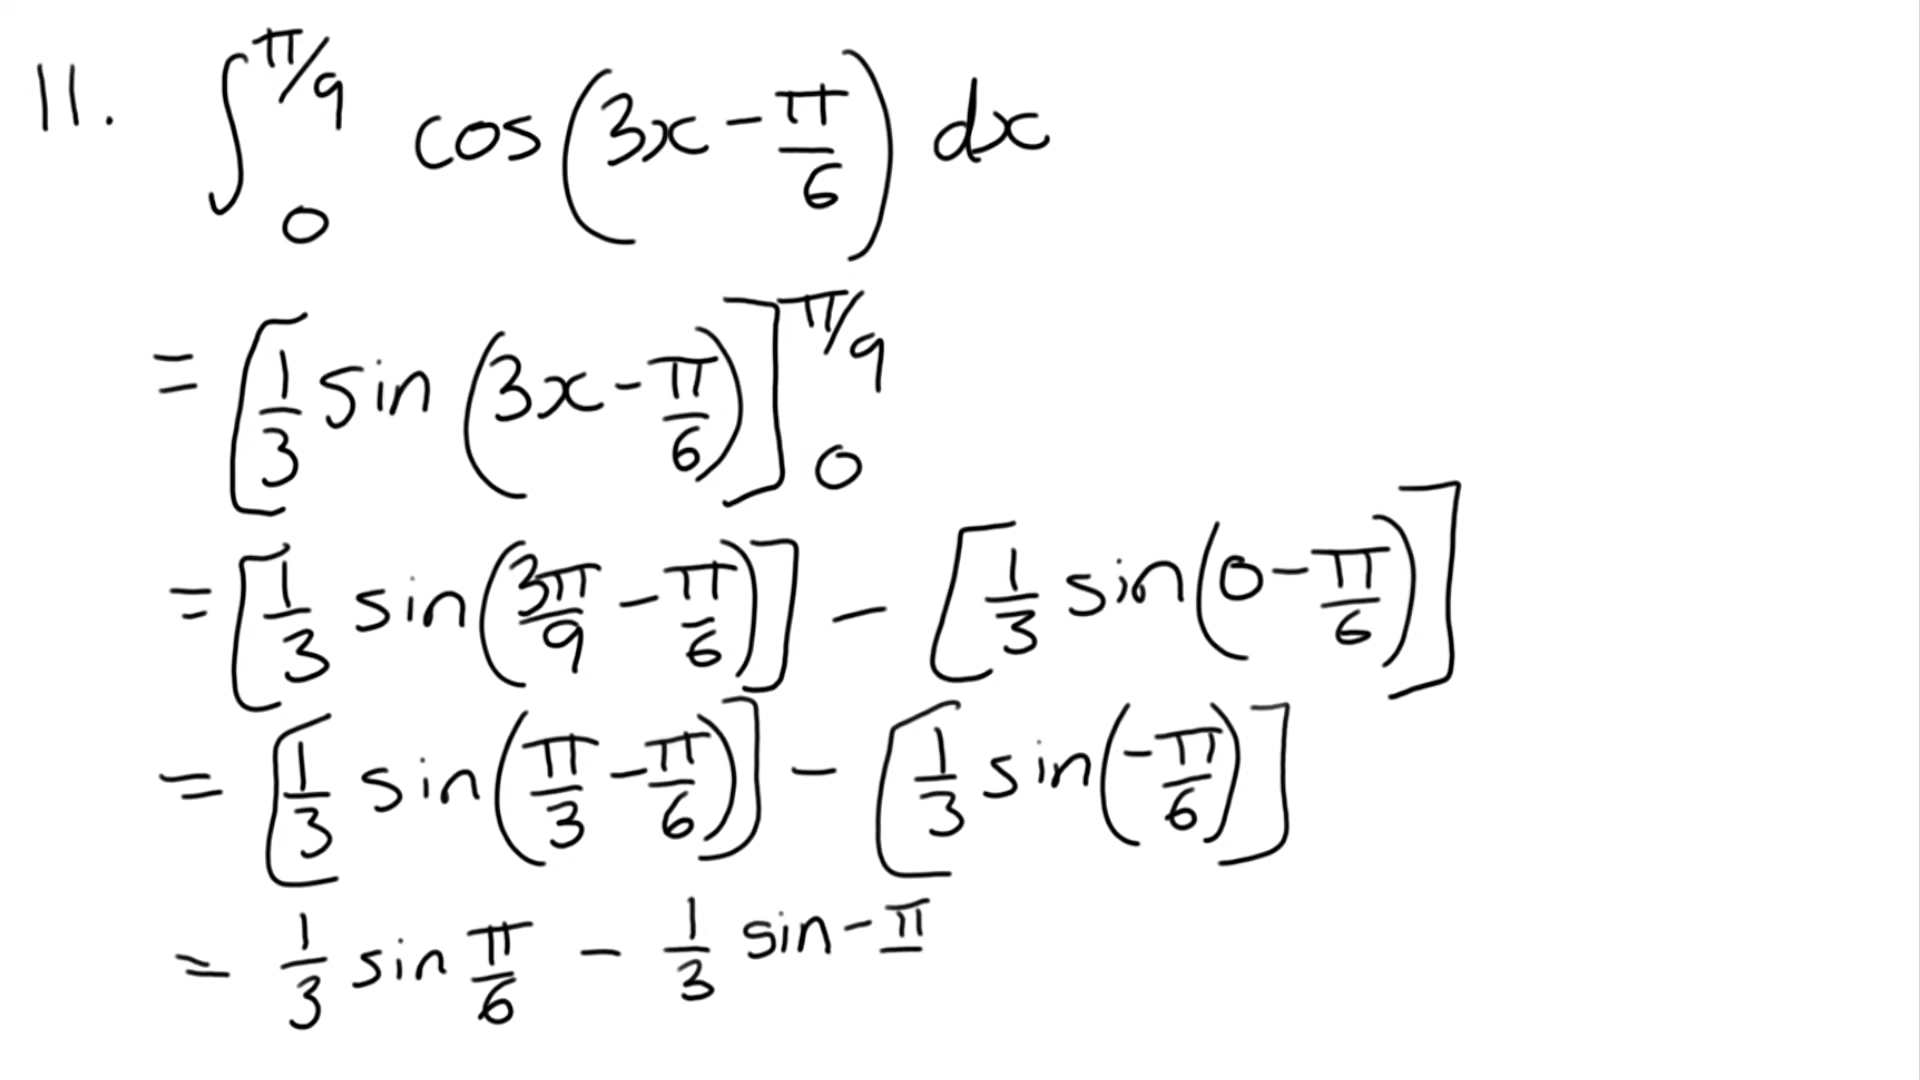 11. ∫₀^{π/9} cos(3x - π/6) dx
= [1/3 sin(3x - π/6)]₀^{π/9}
= [1/3 sin(3π/9 - π/6)] - [1/3 sin(0 - π/6)]
= [1/3 sin(π/3 - π/6)] - [1/3 sin(-π/6)]
= 1/3 sin π/6 - 1/3 sin - π/